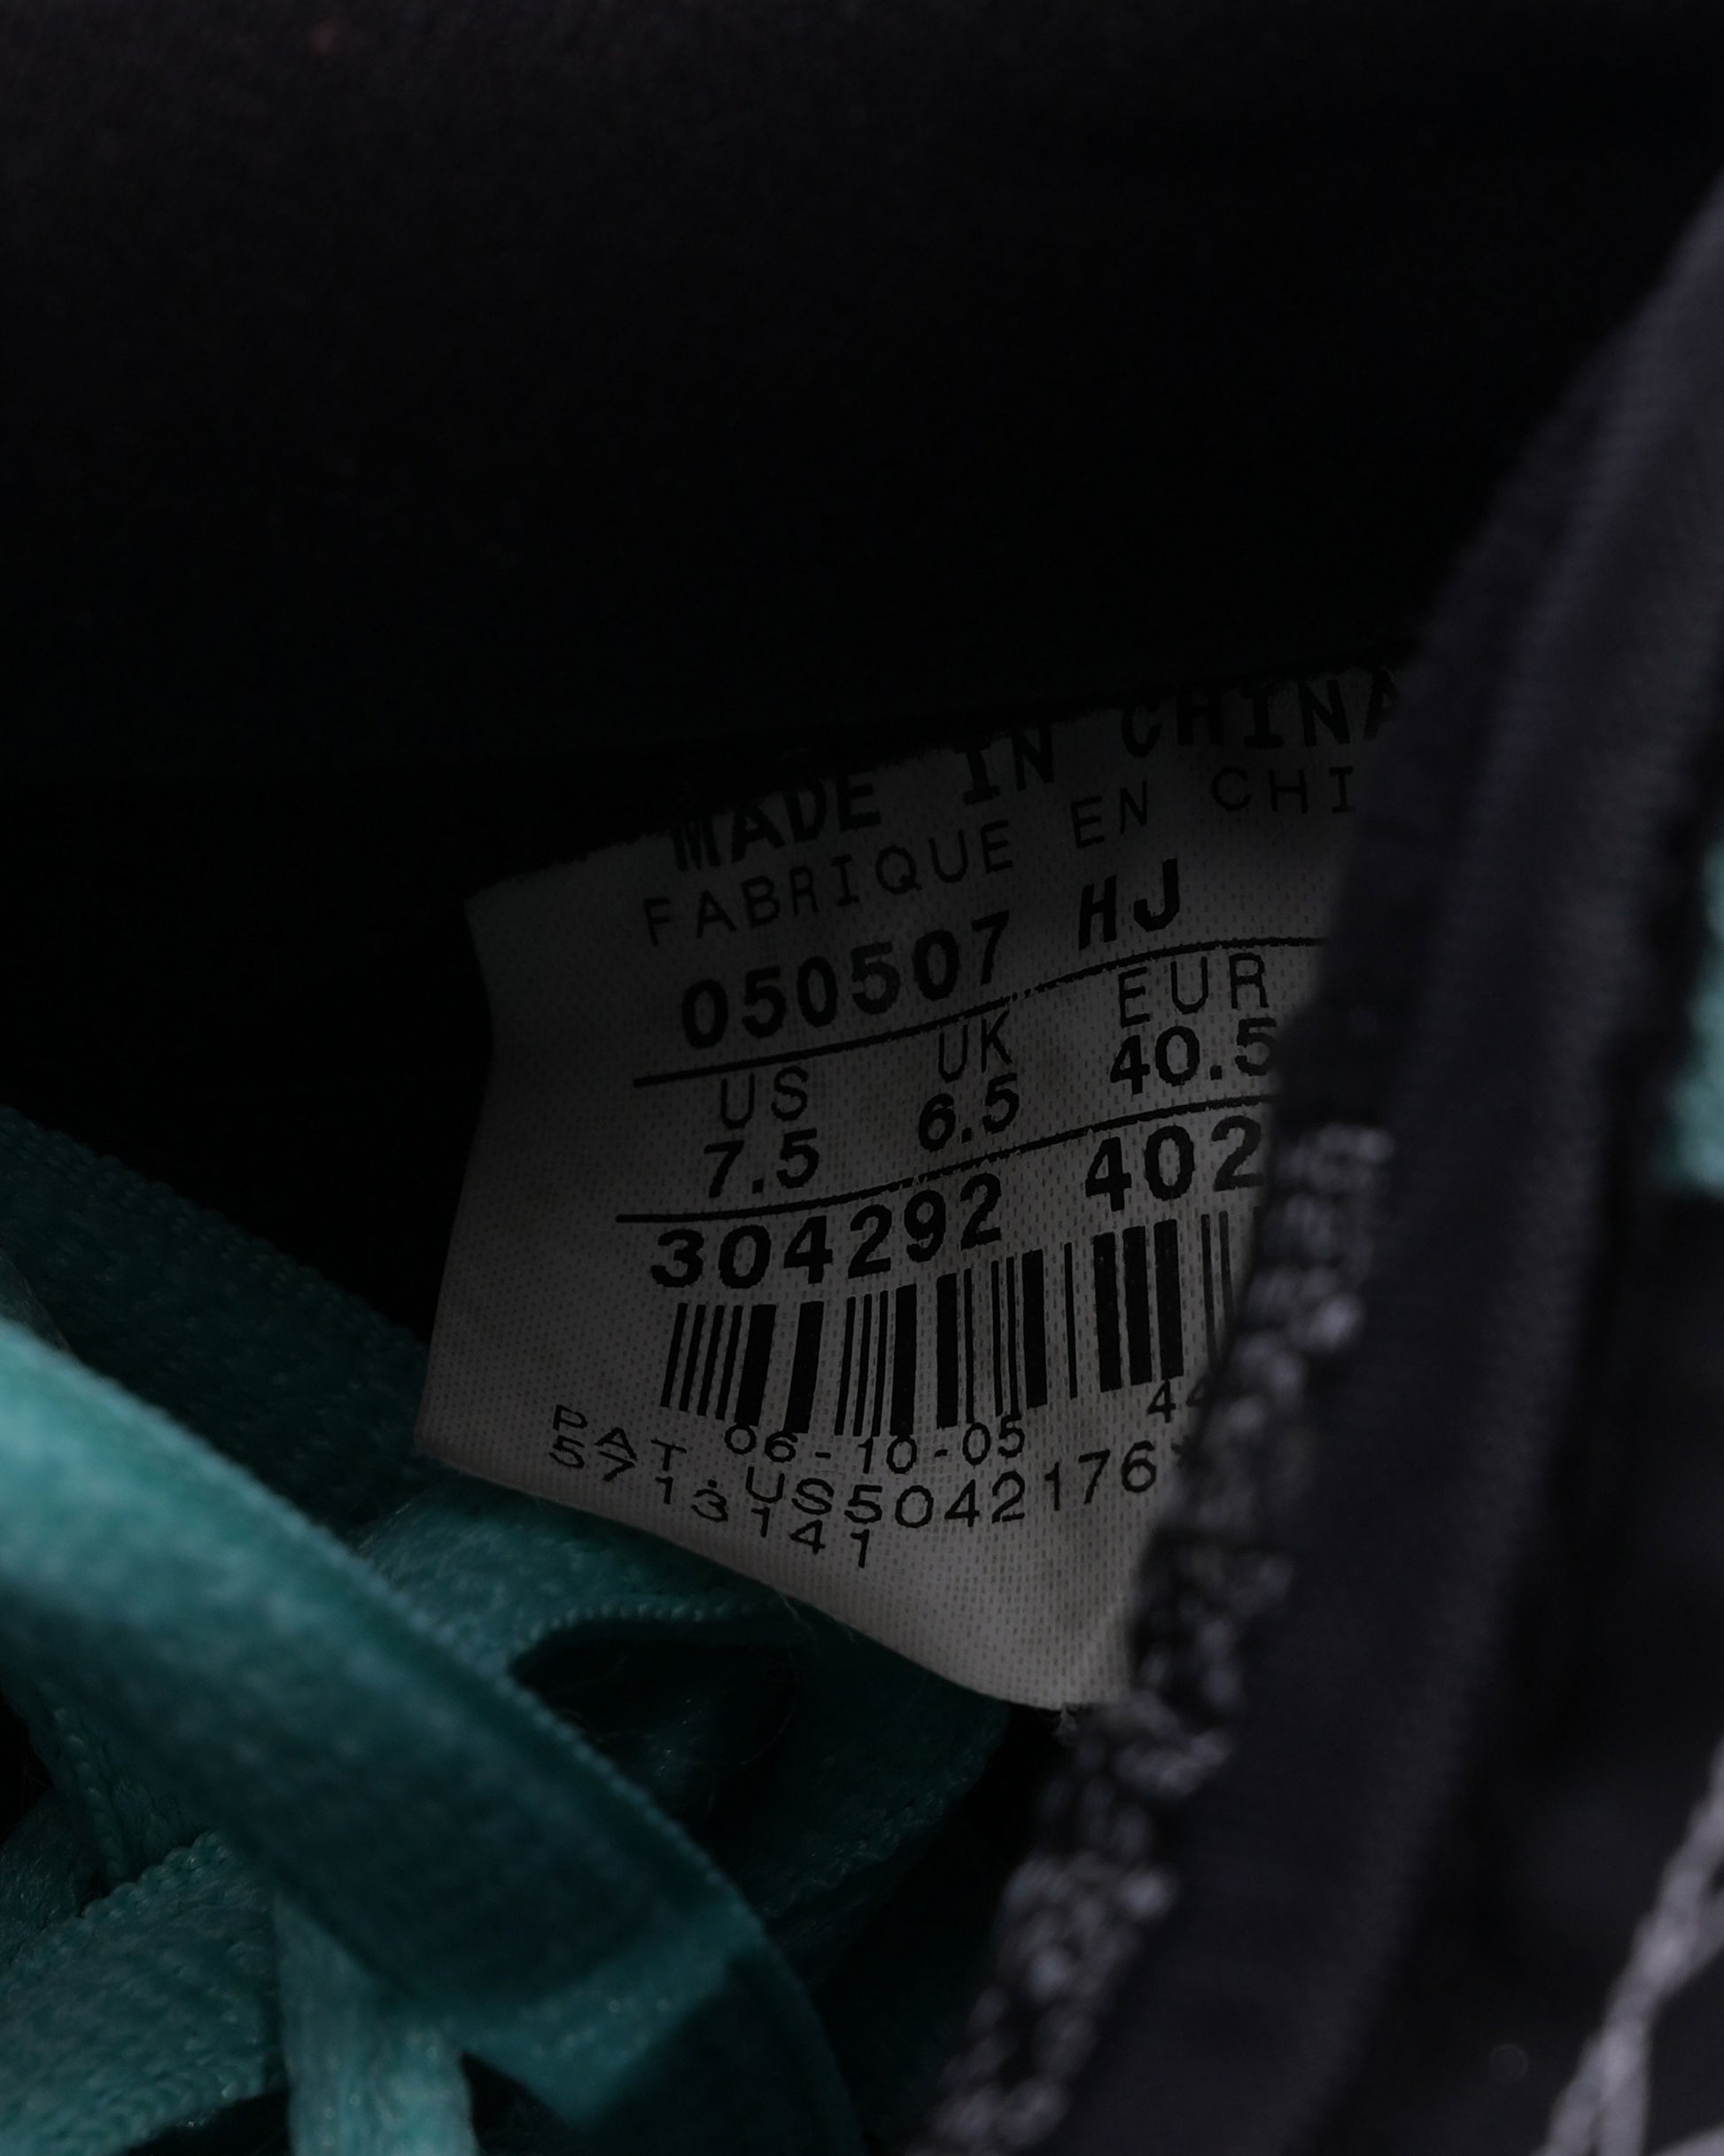 MADE IN CHINA
FABRIQUE EN CHI
050507 HJ
US UK EUR
7.5 6.5 40.5
304292 402
06-10-05 44
PAT. US5042176*
5713141